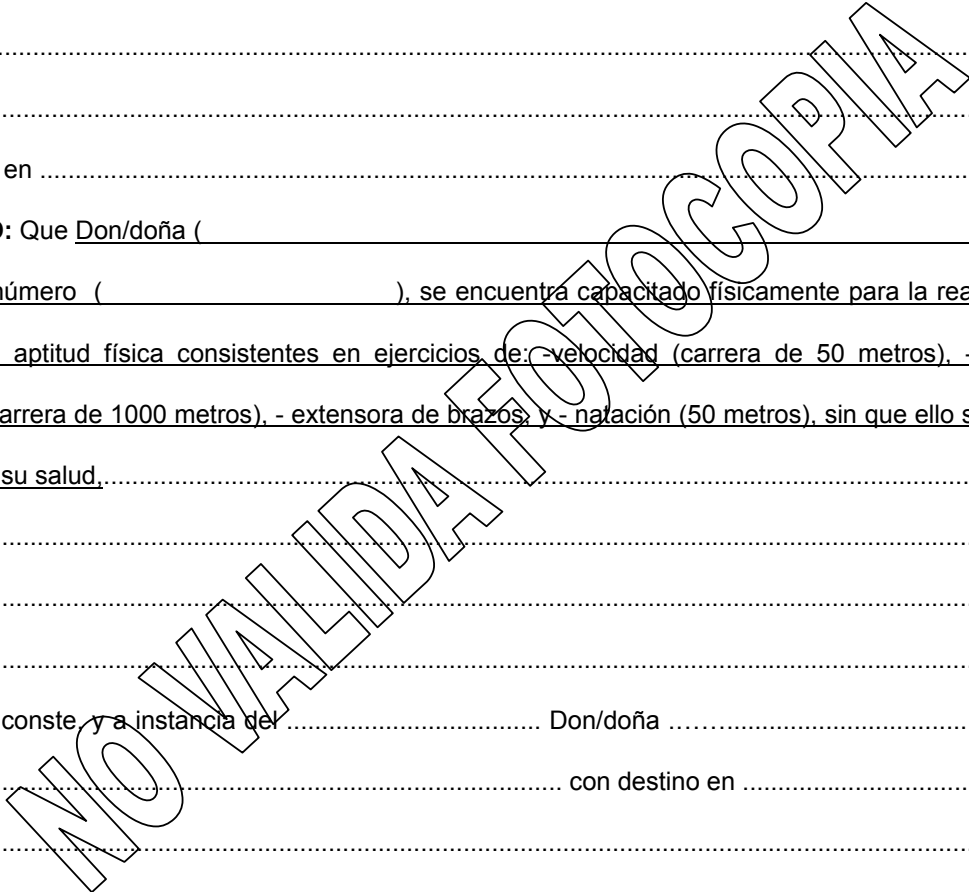 ................................................................................................................................
................................................................................................................................
en ............................................................................................................................
: Que Don/doña (
número ( ), se encuentra capacitado físicamente para la rea
aptitud física consistentes en ejercicios de: -velocidad (carrera de 50 metros), -
arrera de 1000 metros), - extensora de brazos, y - natación (50 metros), sin que ello s
su salud,...................................................................................................................
................................................................................................................................
................................................................................................................................
................................................................................................................................
conste, y a instancia del ................................... Don/doña ........................................
................................................................................ con destino en ................................
................................................................................................................................
NO VALIDA FOTOCOPIA